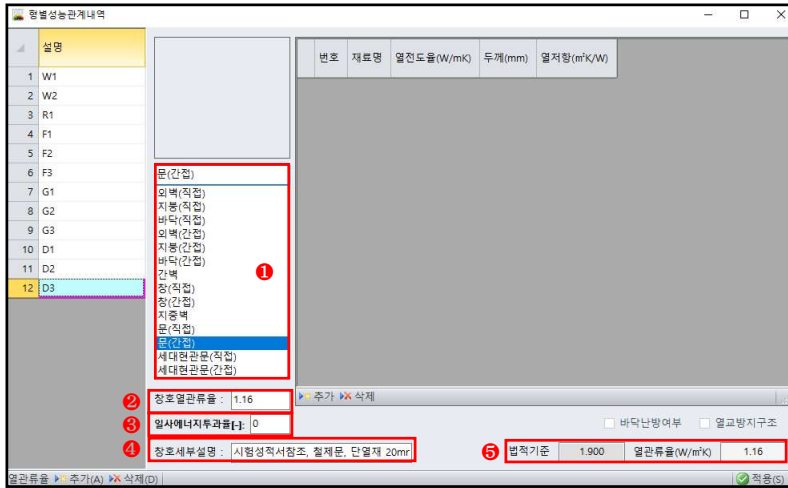 형별성능관계내역
설명
1 W1
2 W2
3 R1
4 F1
5 F2
6 F3
7 G1
8 G2
9 G3
10 D1
11 D2
12 D3
문(간접)
외벽(직접)
지붕(직접)
바닥(직접)
외벽(간접)
지붕(간접)
바닥(간접)
간벽
창(직접)
창(간접)
지중벽
문(직접)
문(간접)
세대현관문(직접)
세대현관문(간접)
❶
번호 재료명 열전도율(W/mK) 두께(mm) 열저항(㎡K/W)
추가 삭제
❷ 창호열관류율 : 1.16
❸ 일사에너지투과율[-]: 0
바닥난방여부 열교방지구조
❹ 창호세부설명 : 시험성적서참조, 철제문, 단열재 20mr
❺ 법적기준 1.900 열관류율(W/㎡K) 1.16
열관류율 추가(A) 삭제(D) 적용(S)